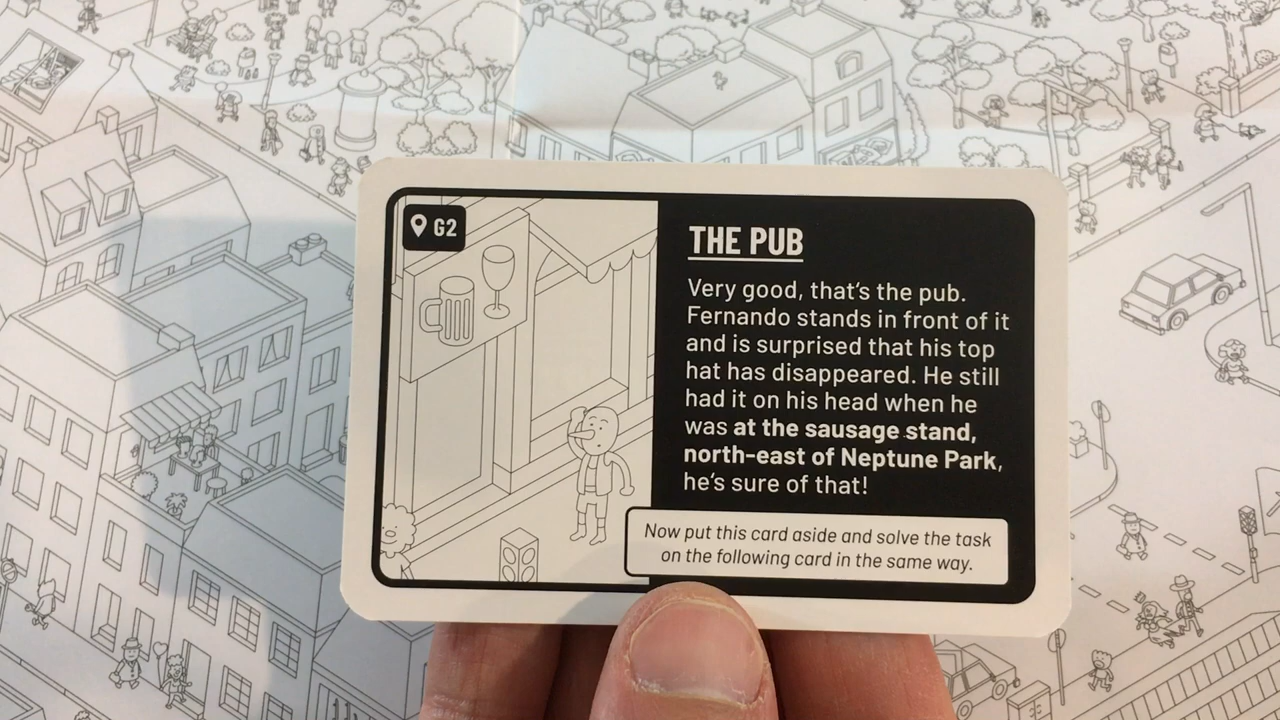 G2
THE PUB
Very good, that's the pub.
Fernando stands in front of it
and is surprised that his top
hat has disappeared. He still
had it on his head when he
was at the sausage stand,
north-east of Neptune Park,
he's sure of that!
Now put this card aside and solve the task
on the following card in the same way.